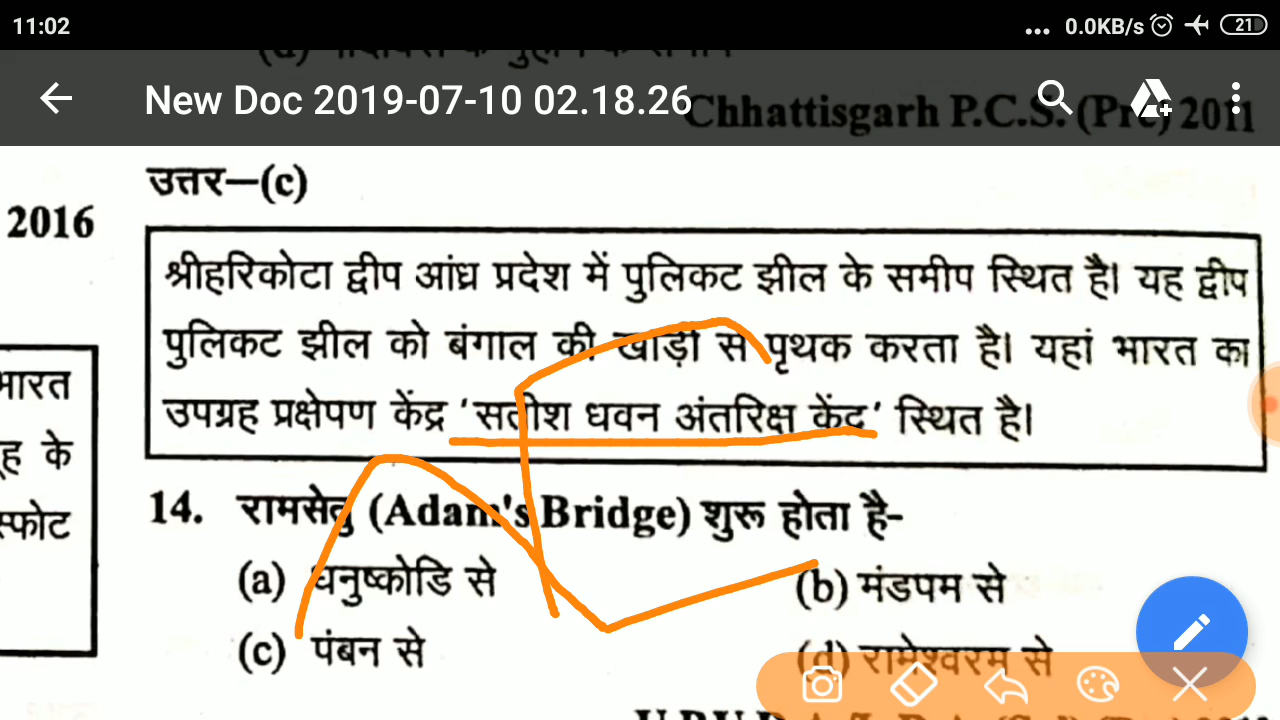 11:02 ... 0.0KB/s 21
New Doc 2019-07-10 02.18.26
Chhattisgarh P.C.S. (Pre) 2011
उत्तर–(c)
2016
श्रीहरिकोटा द्वीप आंध्र प्रदेश में पुलिकट झील के समीप स्थित है। यह द्वीप
पुलिकट झील को बंगाल की खाड़ी से पृथक करता है। यहां भारत का
उपग्रह प्रक्षेपण केंद्र 'सतीश धवन अंतरिक्ष केंद्र' स्थित है।
भारत
ह के
स्फोट
14. रामसेतु (Adam's Bridge) शुरू होता है-
(a) धनुष्कोडि से
(b) मंडपम से
(c) पंबन से
(d) रामेश्वरम से